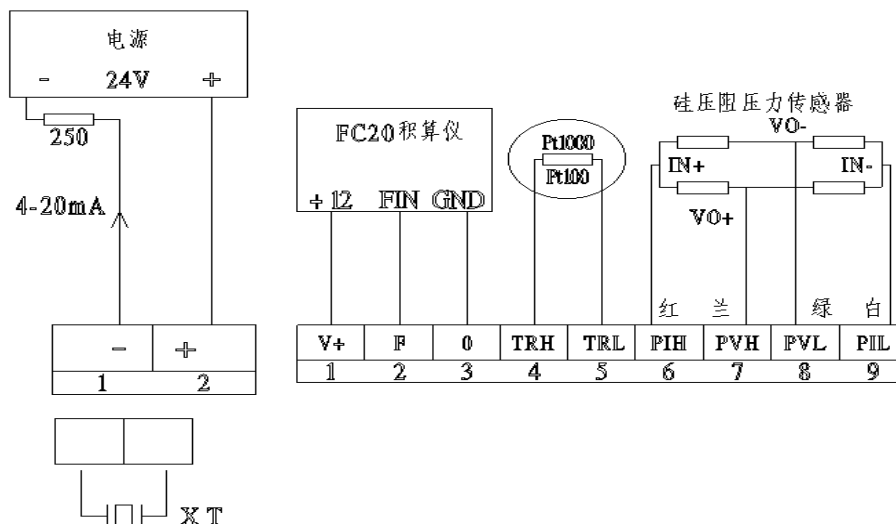 电源
- 24V +
250
4-20mA
- +
1 2
XT
FC20积算仪
+12 FIN GND
Pt1000
Pt100
硅压阻压力传感器
VO-
IN+ IN-
VO+
红 兰 绿 白
V+ F 0 TRH TRL PIH PVH PVL PIL
1 2 3 4 5 6 7 8 9